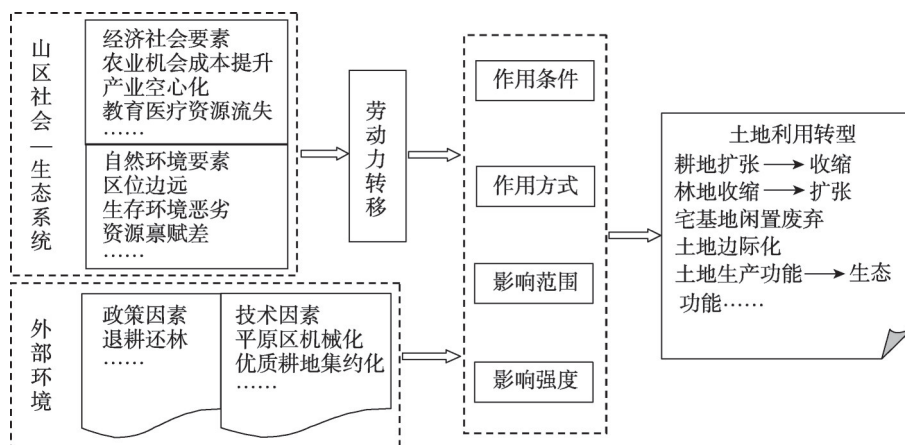 山区社会—生态系统
经济社会要素
农业机会成本提升
产业空心化
教育医疗资源流失
……
自然环境要素
区位边远
生存环境恶劣
资源禀赋差
……
劳动力转移
外部环境
政策因素
退耕还林
……
技术因素
平原区机械化
优质耕地集约化
……
作用条件
作用方式
影响范围
影响强度
土地利用转型
耕地扩张→收缩
林地收缩→扩张
宅基地闲置废弃
土地边际化
土地生产功能→生态
功能……